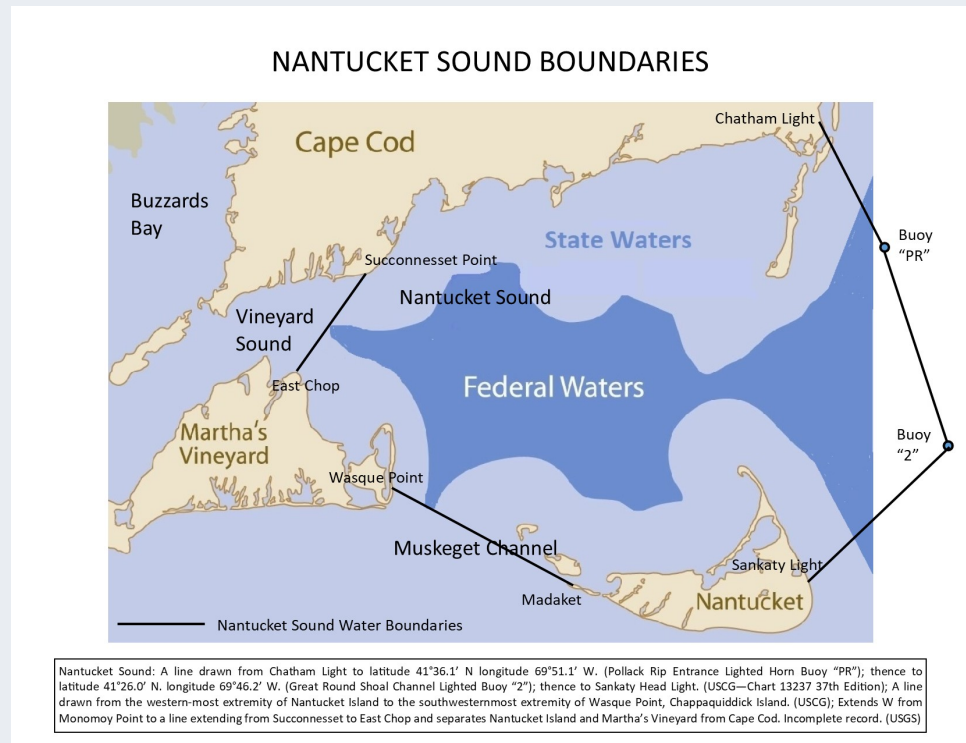 NANTUCKET SOUND BOUNDARIES
Chatham Light
Cape Cod
Buzzards
Bay
State Waters
Buoy
“PR”
Succonnesset Point
Nantucket Sound
Vineyard
Sound
East Chop
Federal Waters
Martha’s
Vineyard
Buoy
“2”
Wasque Point
Muskeget Channel
Sankaty Light
Madaket
Nantucket
Nantucket Sound Water Boundaries
Nantucket Sound: A line drawn from Chatham Light to latitude 41°36.1’ N longitude 69°51.1’ W. (Pollack Rip Entrance Lighted Horn Buoy “PR”); thence to
latitude 41°26.0’ N. longitude 69°46.2’ W. (Great Round Shoal Channel Lighted Buoy “2”); thence to Sankaty Head Light. (USCG—Chart 13237 37th Edition); A line
drawn from the western-most extremity of Nantucket Island to the southwesternmost extremity of Wasque Point, Chappaquiddick Island. (USCG); Extends W from
Monomoy Point to a line extending from Succonnesset to East Chop and separates Nantucket Island and Martha’s Vineyard from Cape Cod. Incomplete record. (USGS)